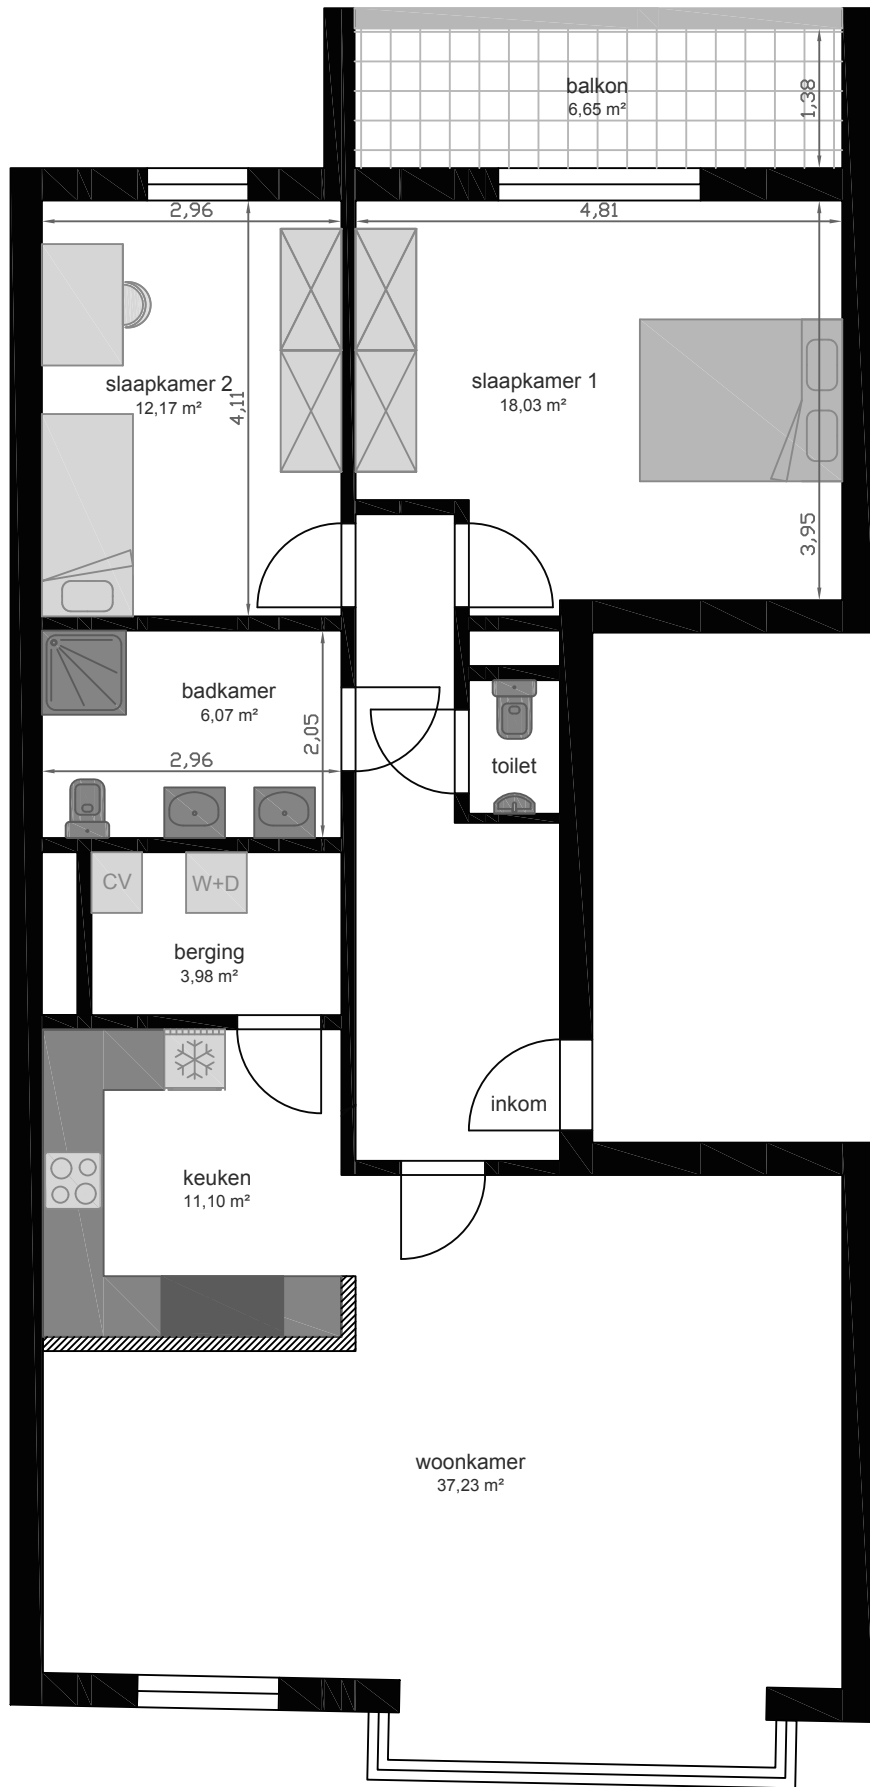 balkon
6,65 m²
1,38
2,96
4,81
slaapkamer 2
12,17 m²
4,11
slaapkamer 1
18,03 m²
3,95
badkamer
6,07 m²
2,05
2,96
toilet
CV
W+D
berging
3,98 m²
inkom
keuken
11,10 m²
woonkamer
37,23 m²